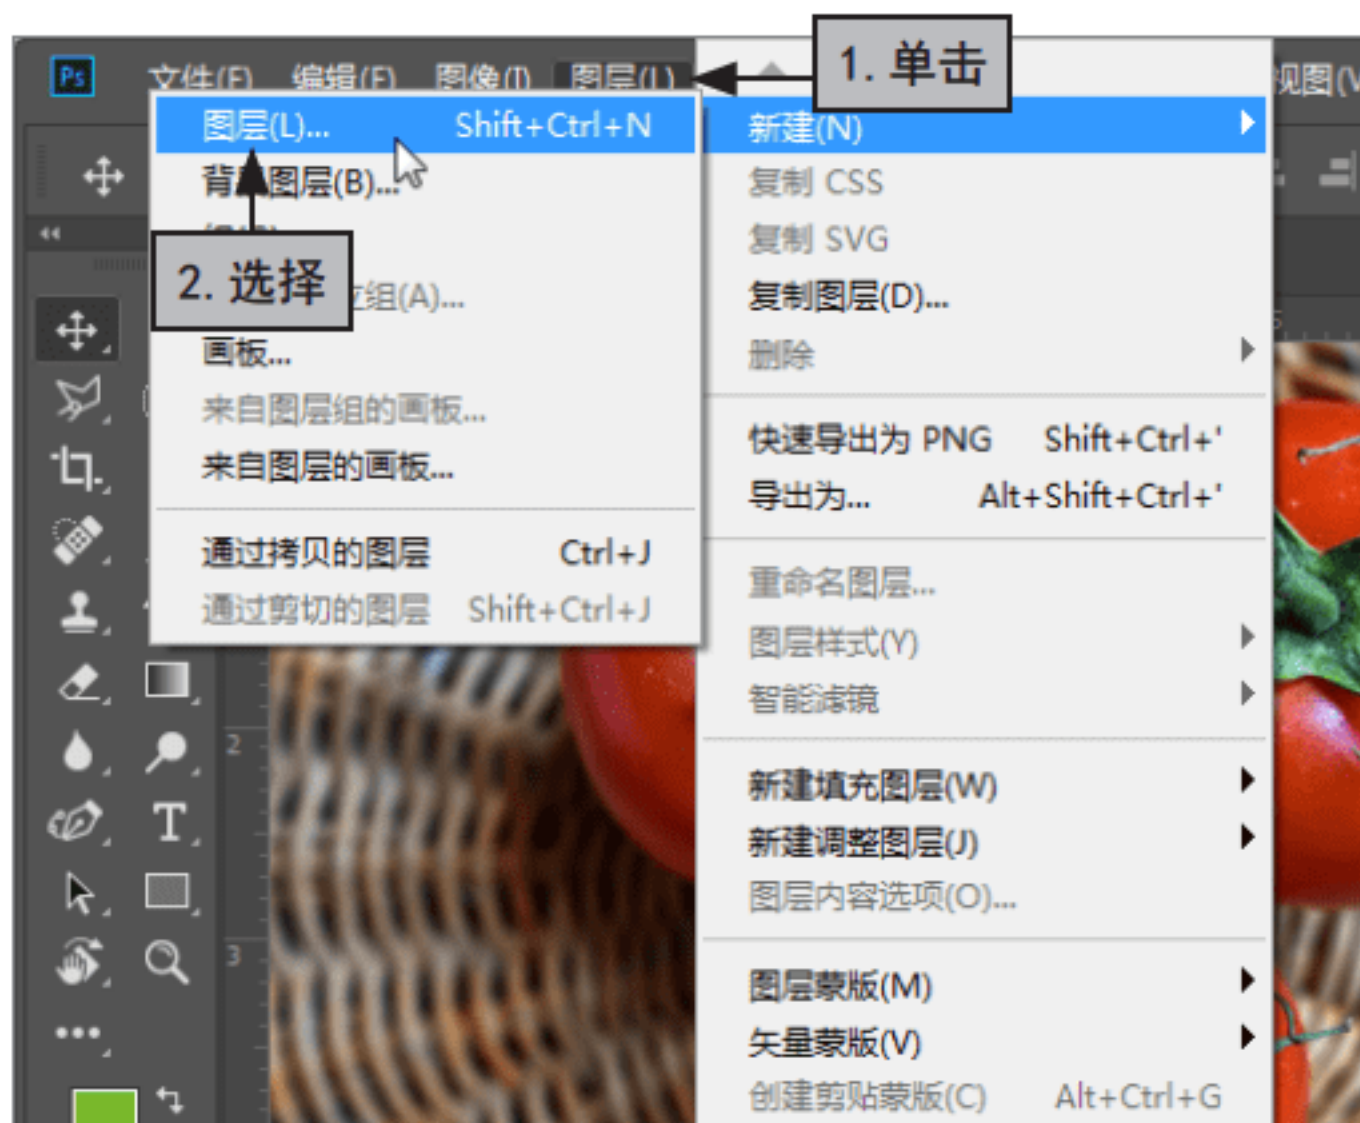 1. 单击
Ps 文件(F) 编辑(E) 图像(I) 图层(L) 视图(V
图层(L)... Shift+Ctrl+N
图层(B)...
2. 选择
组(A)...
画板...
来自图层组的画板...
来自图层的画板...
通过拷贝的图层 Ctrl+J
通过剪切的图层 Shift+Ctrl+J
新建(N)
复制 CSS
复制 SVG
复制图层(D)...
删除
快速导出为 PNG Shift+Ctrl+'
导出为... Alt+Shift+Ctrl+'
重命名图层...
图层样式(Y)
智能滤镜
新建填充图层(W)
新建调整图层(J)
图层内容选项(O)...
图层蒙版(M)
矢量蒙版(V)
创建剪贴蒙版(C) Alt+Ctrl+G
T
2
3